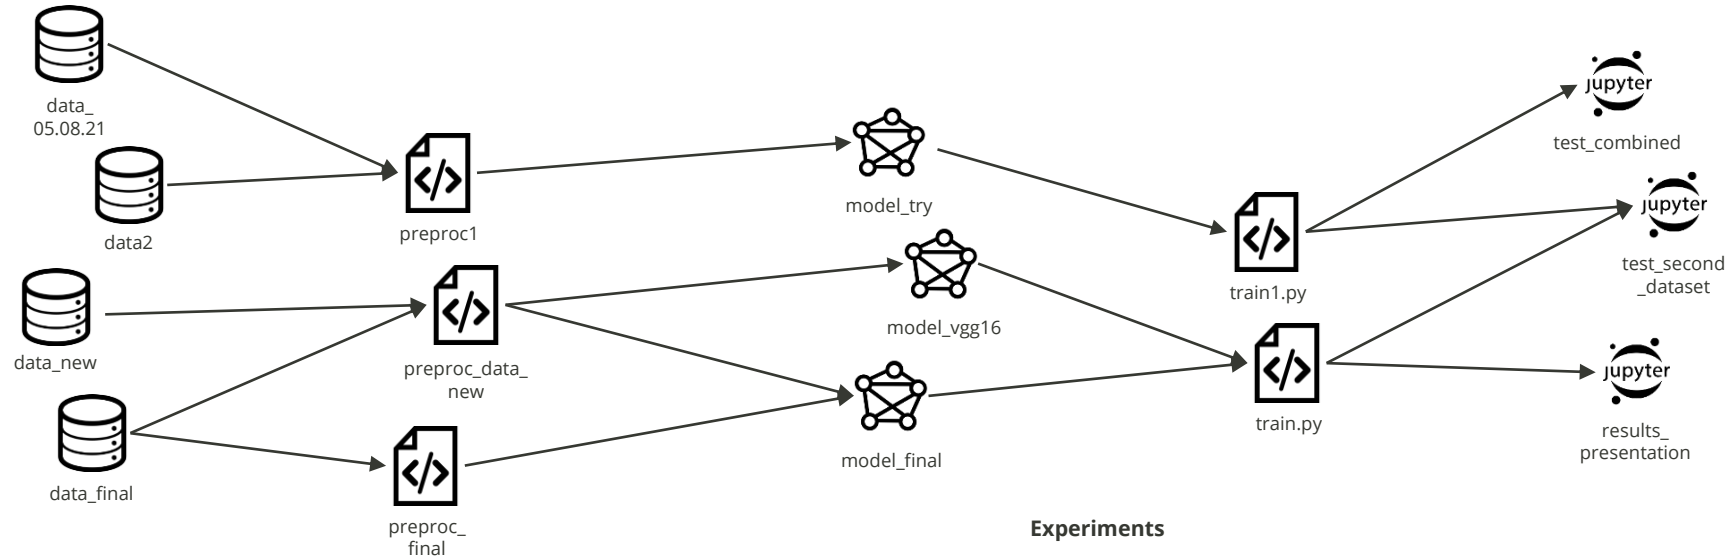 data_
05.08.21
data2
data_new
data_final
preproc1
preproc_data_
new
preproc_
final
model_try
model_vgg16
model_final
train1.py
train.py
jupyter
test_combined
jupyter
test_second
_dataset
jupyter
results_
presentation
Experiments